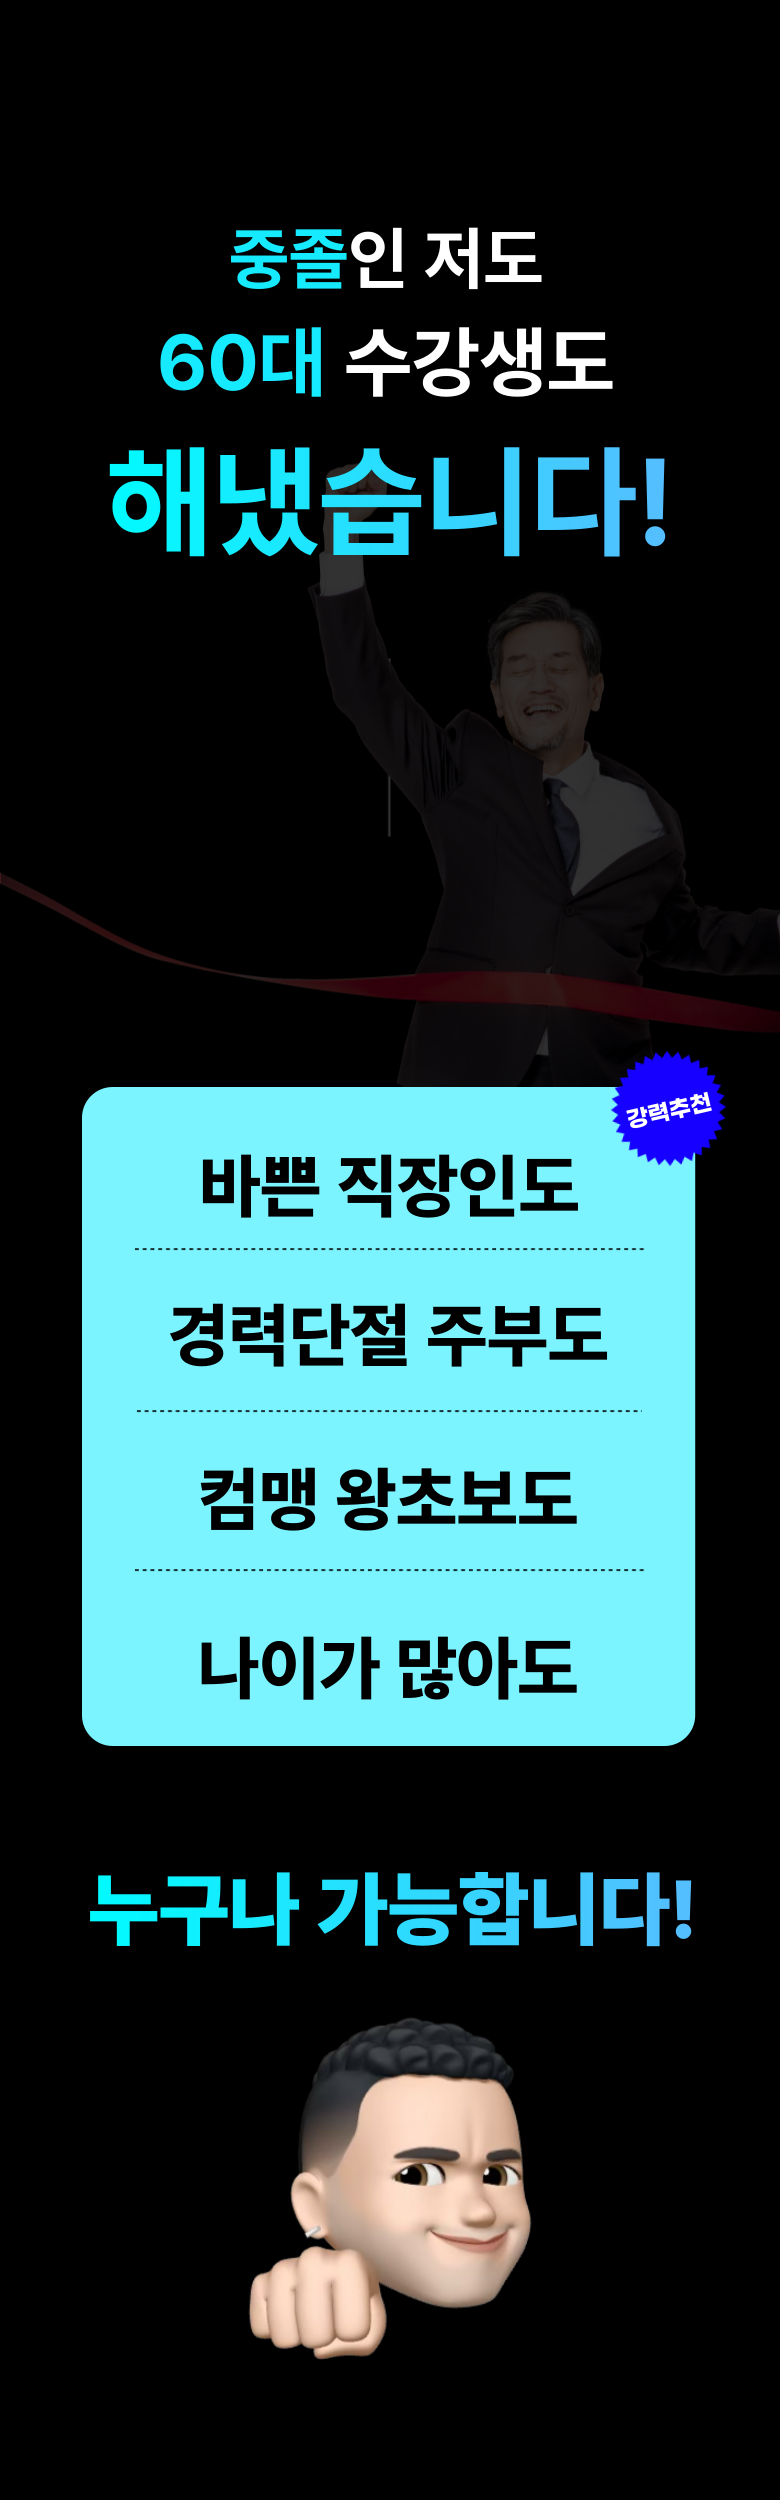 중졸인 저도
60대 수강생도
해냈습니다!
강력추천
바쁜 직장인도
경력단절 주부도
컴맹 왕초보도
나이가 많아도
누구나 가능합니다!